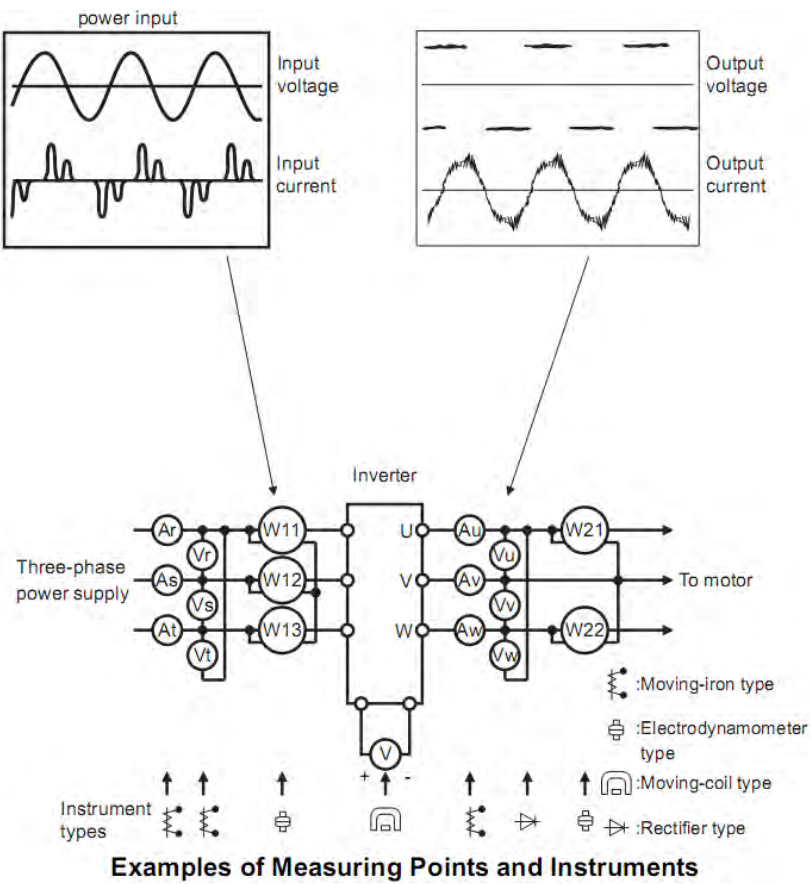 power input
Input
voltage
Input
current
Output
voltage
Output
current
Inverter
Three-phase
power supply
Ar
Vr
As
Vs
At
Vt
W11
W12
W13
U
V
W
Au
Vu
Av
Vv
Aw
Vw
W21
W22
To motor
V
+ -
:Moving-iron type
:Electrodynamometer
type
:Moving-coil type
:Rectifier type
Instrument
types
Examples of Measuring Points and Instruments